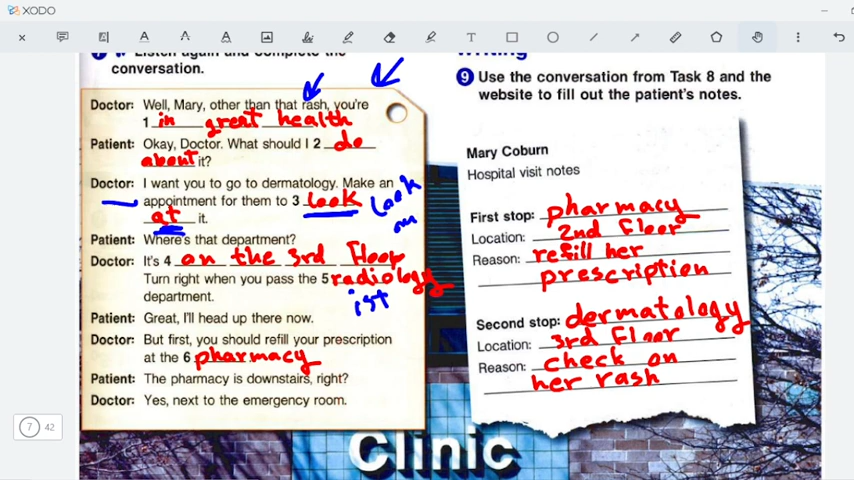 XODO
7 Listen again and complete the
conversation.
Doctor: Well, Mary, other than that rash, you're
1 in great health
Patient: Okay, Doctor. What should I 2 do
about it?
Doctor: I want you to go to dermatology. Make an
appointment for them to 3 look
at it.
look
on
Patient: Where's that department?
Doctor: It's 4 on the 3rd floor
Turn right when you pass the 5 radiology
department.
ist
Patient: Great, I'll head up there now.
Doctor: But first, you should refill your prescription
at the 6 pharmacy
Patient: The pharmacy is downstairs, right?
Doctor: Yes, next to the emergency room.
Writing
9 Use the conversation from Task 8 and the
website to fill out the patient's notes.
Mary Coburn
Hospital visit notes
First stop: pharmacy
Location: 2nd floor
Reason: refill her
prescription
Second stop: dermatology
Location: 3rd floor
Reason: check on
her rash
Clinic
7 42